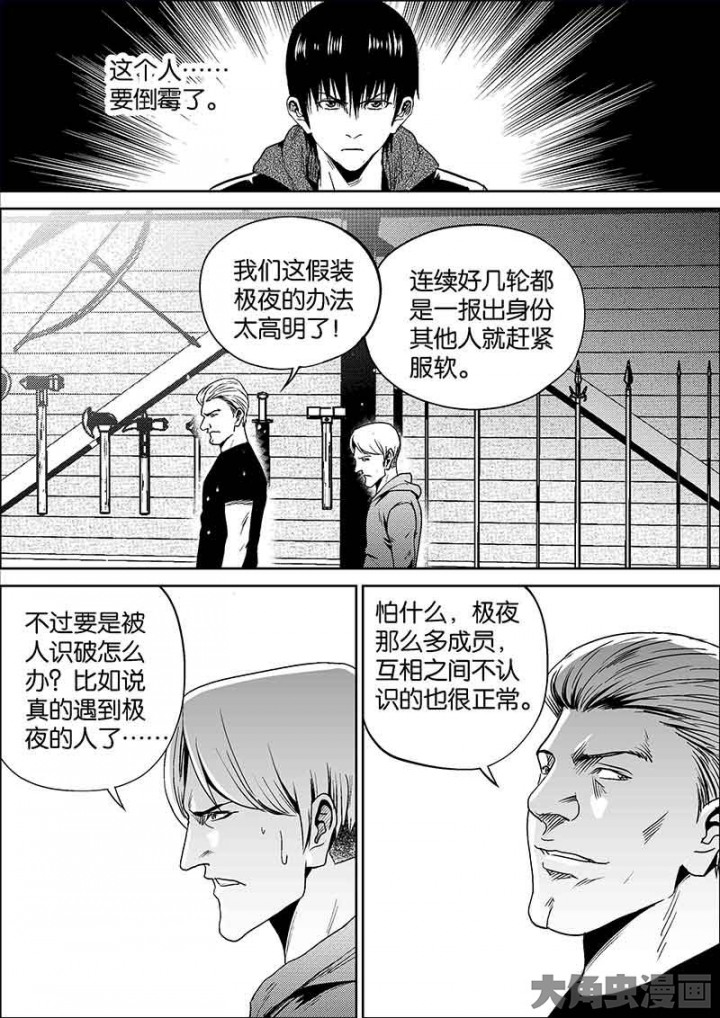 这个人……
要倒霉了。
我们这假装
极夜的办法
太高明了！
连续好几轮都
是一报出身份
其他人就赶紧
服软。
不过要是被
人识破怎么
办？比如说
真的遇到极
夜的人了……
怕什么，极夜
那么多成员，
互相之间不认
识的也很正常。
大角虫漫画